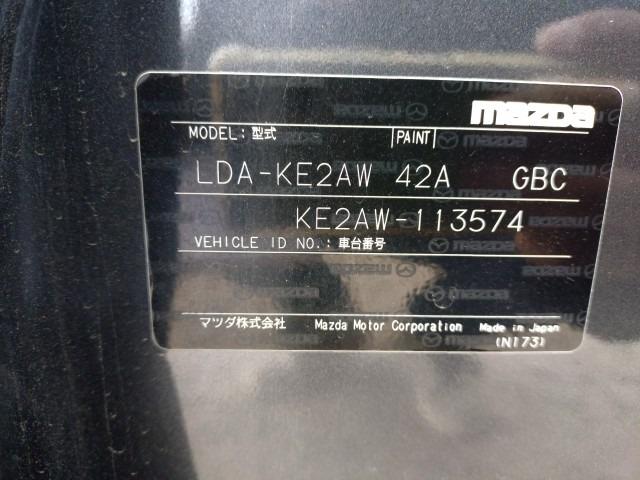 mazda
MODEL: 型式 PAINT
LDA-KE2AW 42A GBC
KE2AW-113574
VEHICLE ID NO.: 車台番号
マツダ株式会社 Mazda Motor Corporation Made in Japan
(N173)